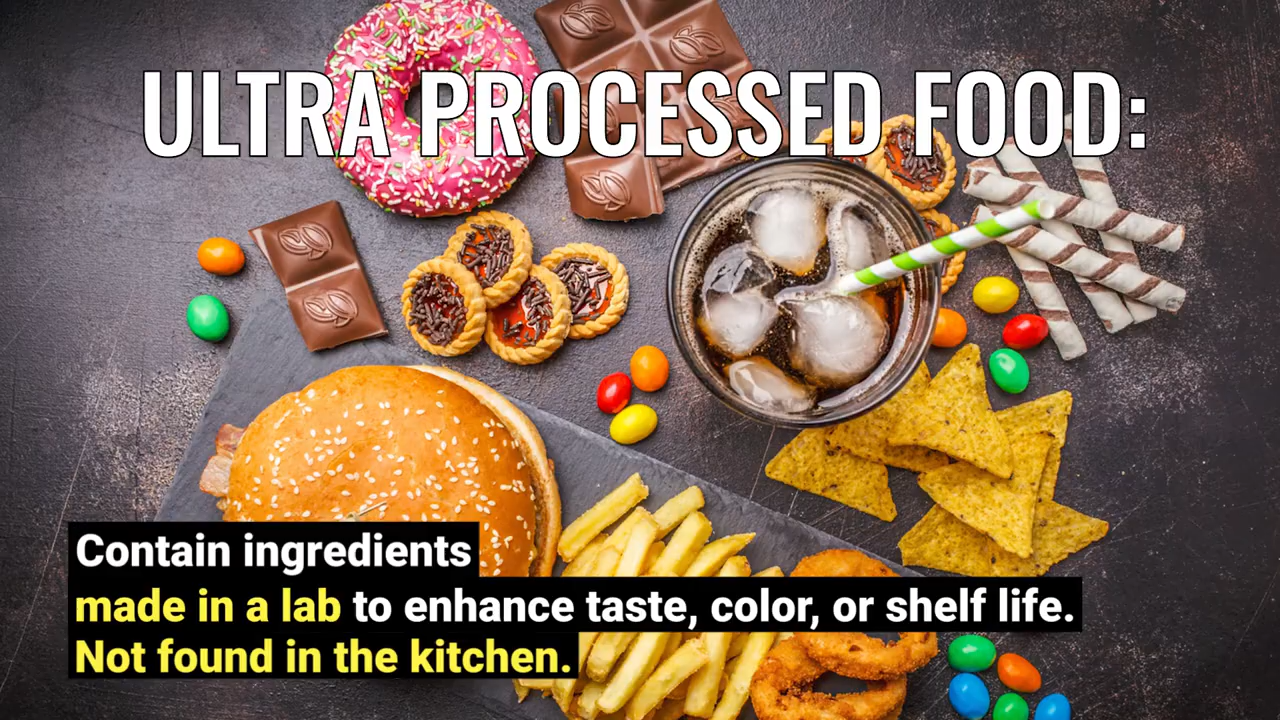 ULTRA PROCESSED FOOD:
Contain ingredients
made in a lab to enhance taste, color, or shelf life.
Not found in the kitchen.